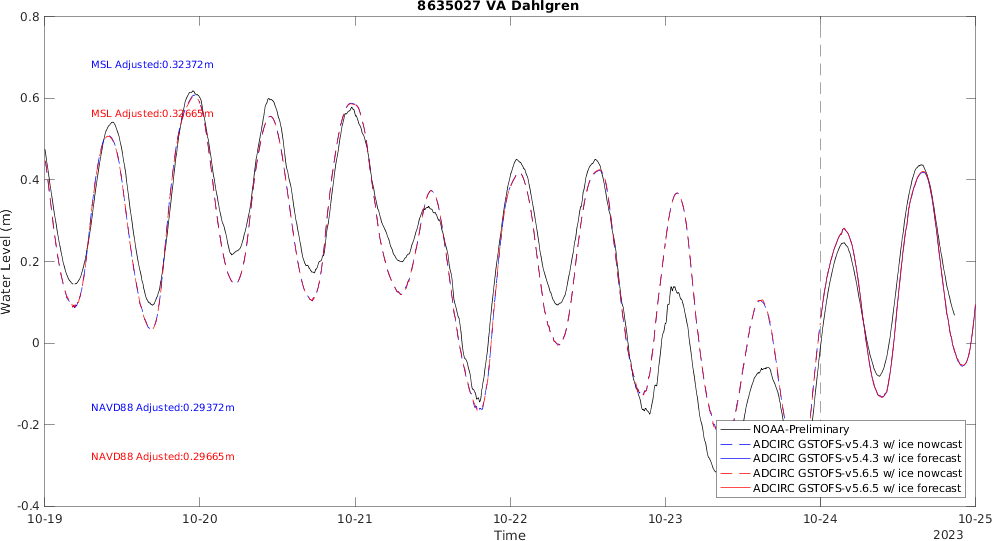 8635027 VA Dahlgren
Water Level (m)
0.8
0.6
0.4
0.2
0
-0.2
-0.4
MSL Adjusted:0.32372m
MSL Adjusted:0.32665m
NAVD88 Adjusted:0.29372m
NAVD88 Adjusted:0.29665m
NOAA-Preliminary
ADCIRC GSTOFS-v5.4.3 w/ ice nowcast
ADCIRC GSTOFS-v5.4.3 w/ ice forecast
ADCIRC GSTOFS-v5.6.5 w/ ice nowcast
ADCIRC GSTOFS-v5.6.5 w/ ice forecast
10-19 10-20 10-21 10-22 10-23 10-24 10-25
Time
2023